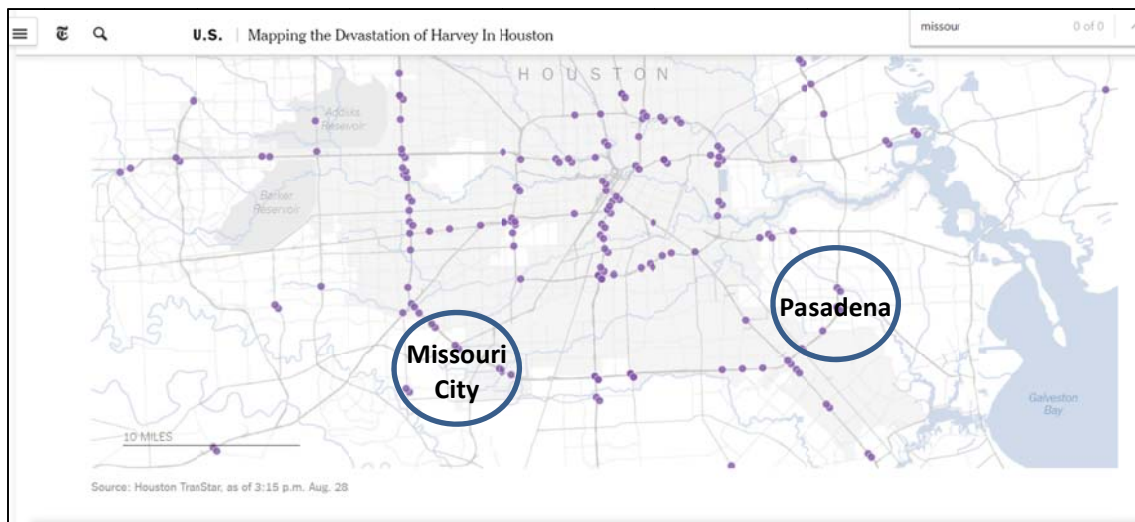 U.S. | Mapping the Devastation of Harvey In Houston
missour
0 of 0
HOUSTON
Addiks
Reservoir
Barker
Reservoir
Pasadena
Missouri
City
Galveston
Bay
10 MILES
Source: Houston TranStar, as of 3:15 p.m. Aug. 28